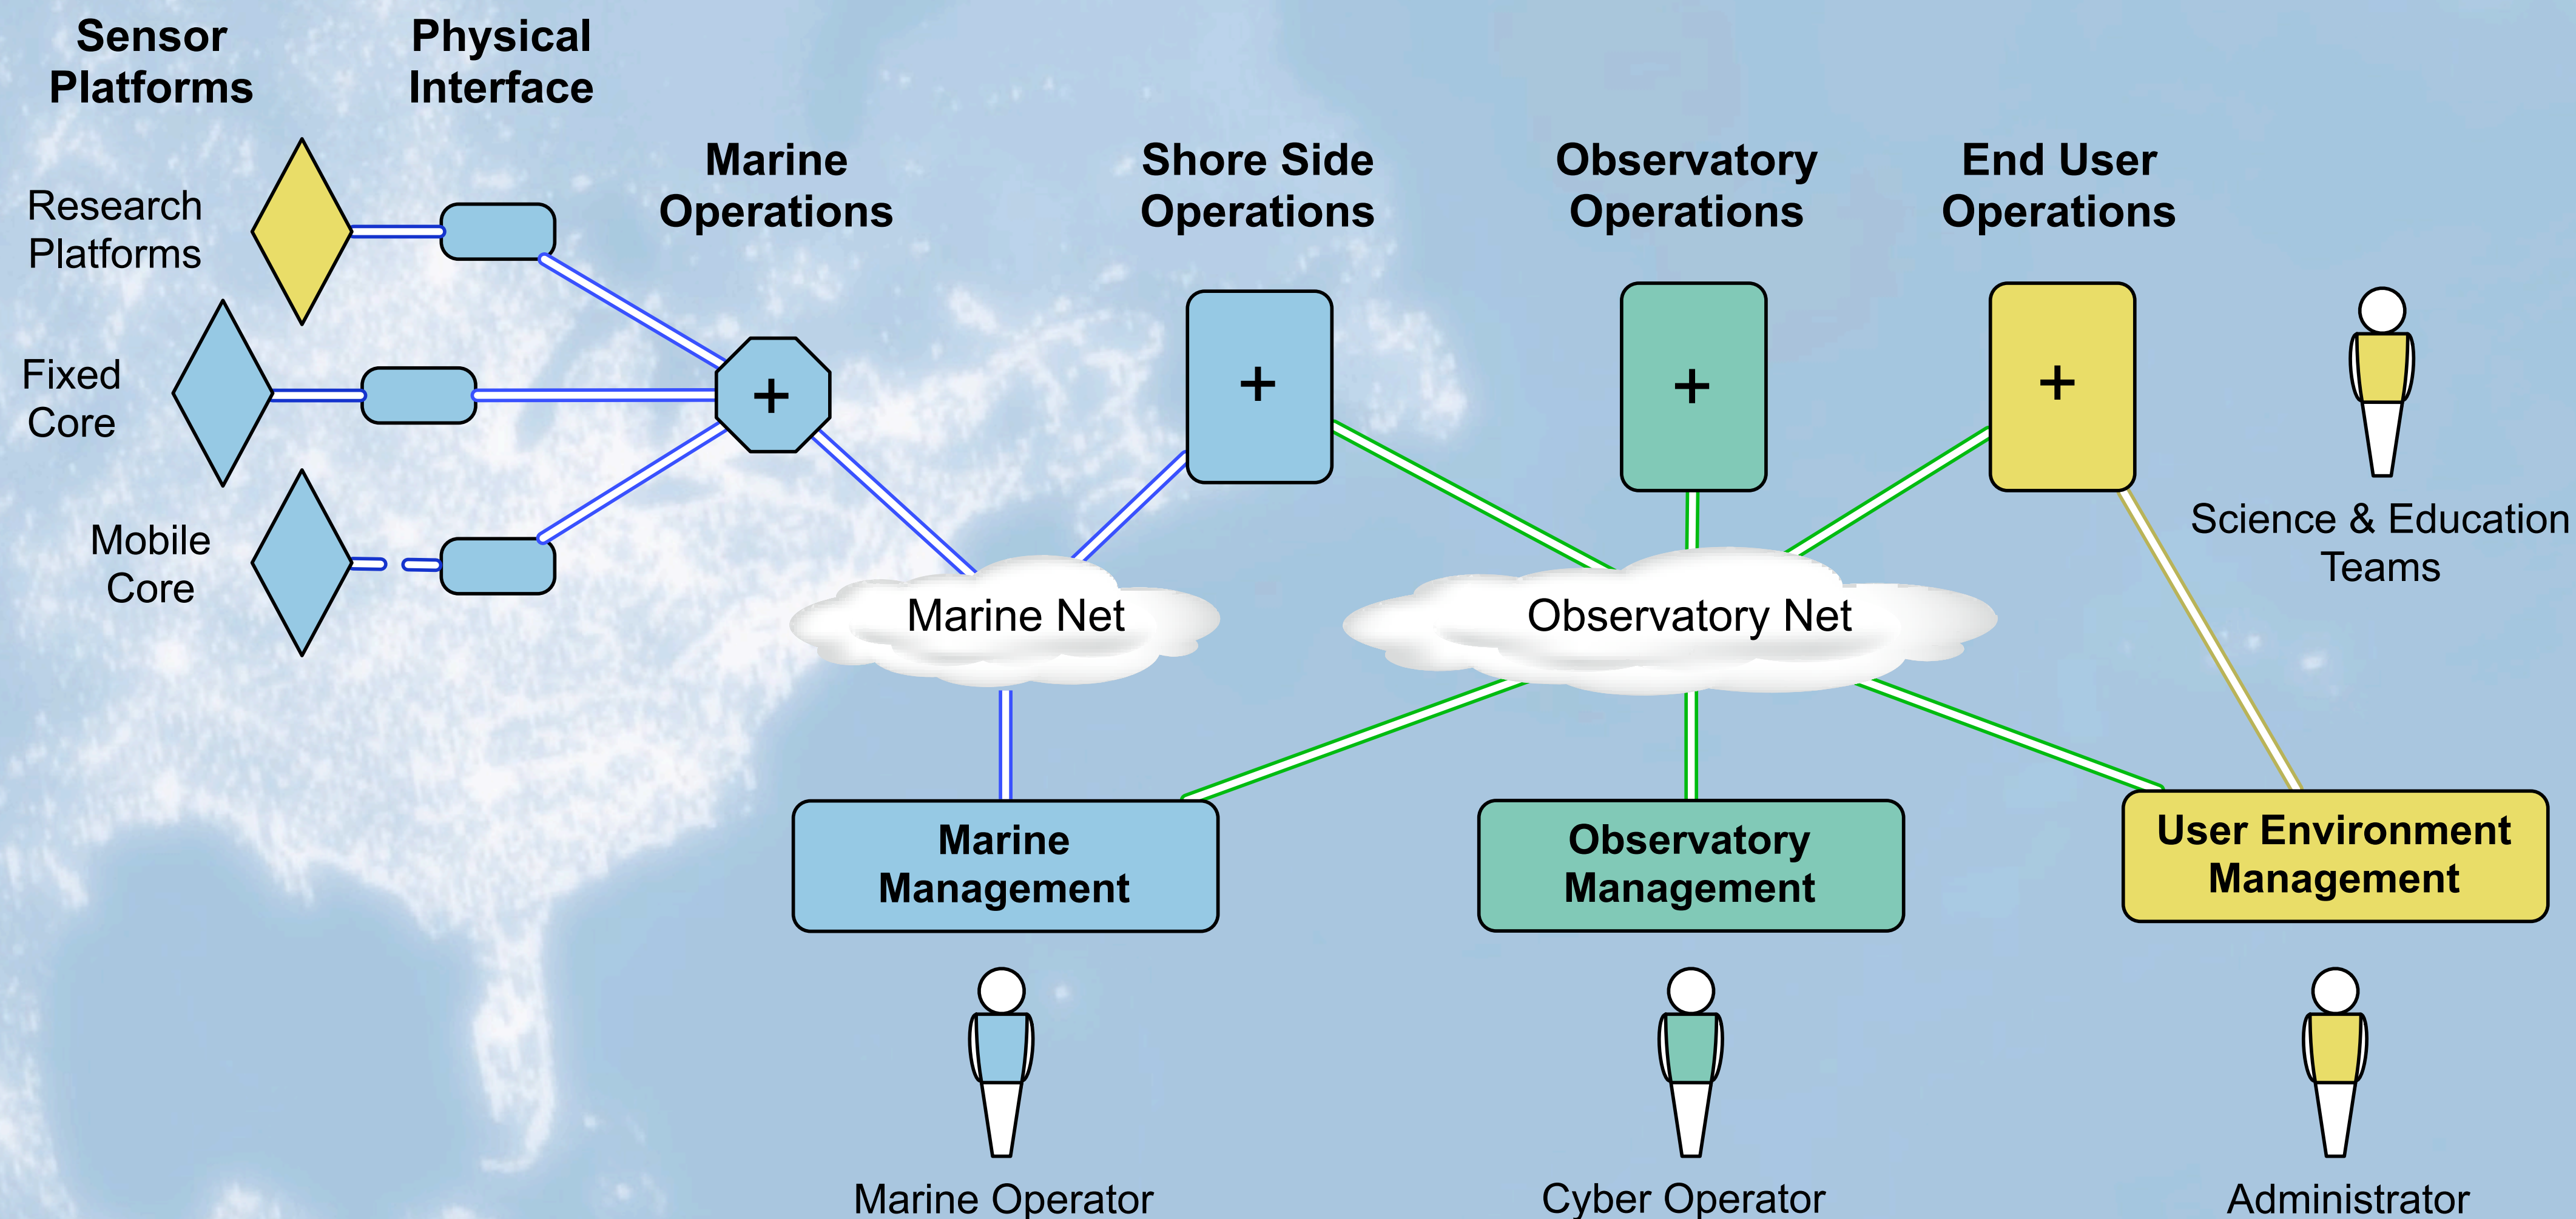 Sensor
Platforms
Physical
Interface
Marine
Operations
Shore Side
Operations
Observatory
Operations
End User
Operations
Research
Platforms
Fixed
Core
Mobile
Core
+
+
+
+
Science & Education
Teams
Marine Net
Observatory Net
Marine
Management
Observatory
Management
User Environment
Management
Marine Operator
Cyber Operator
Administrator